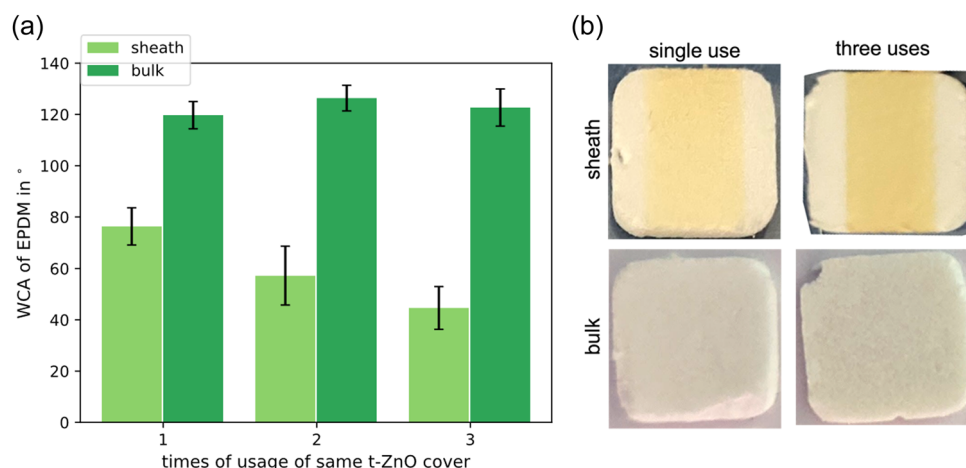 (a)
sheath
bulk
WCA of EPDM in °
140
120
100
80
60
40
20
0
1
2
3
times of usage of same t-ZnO cover
(b)
single use
three uses
sheath
bulk